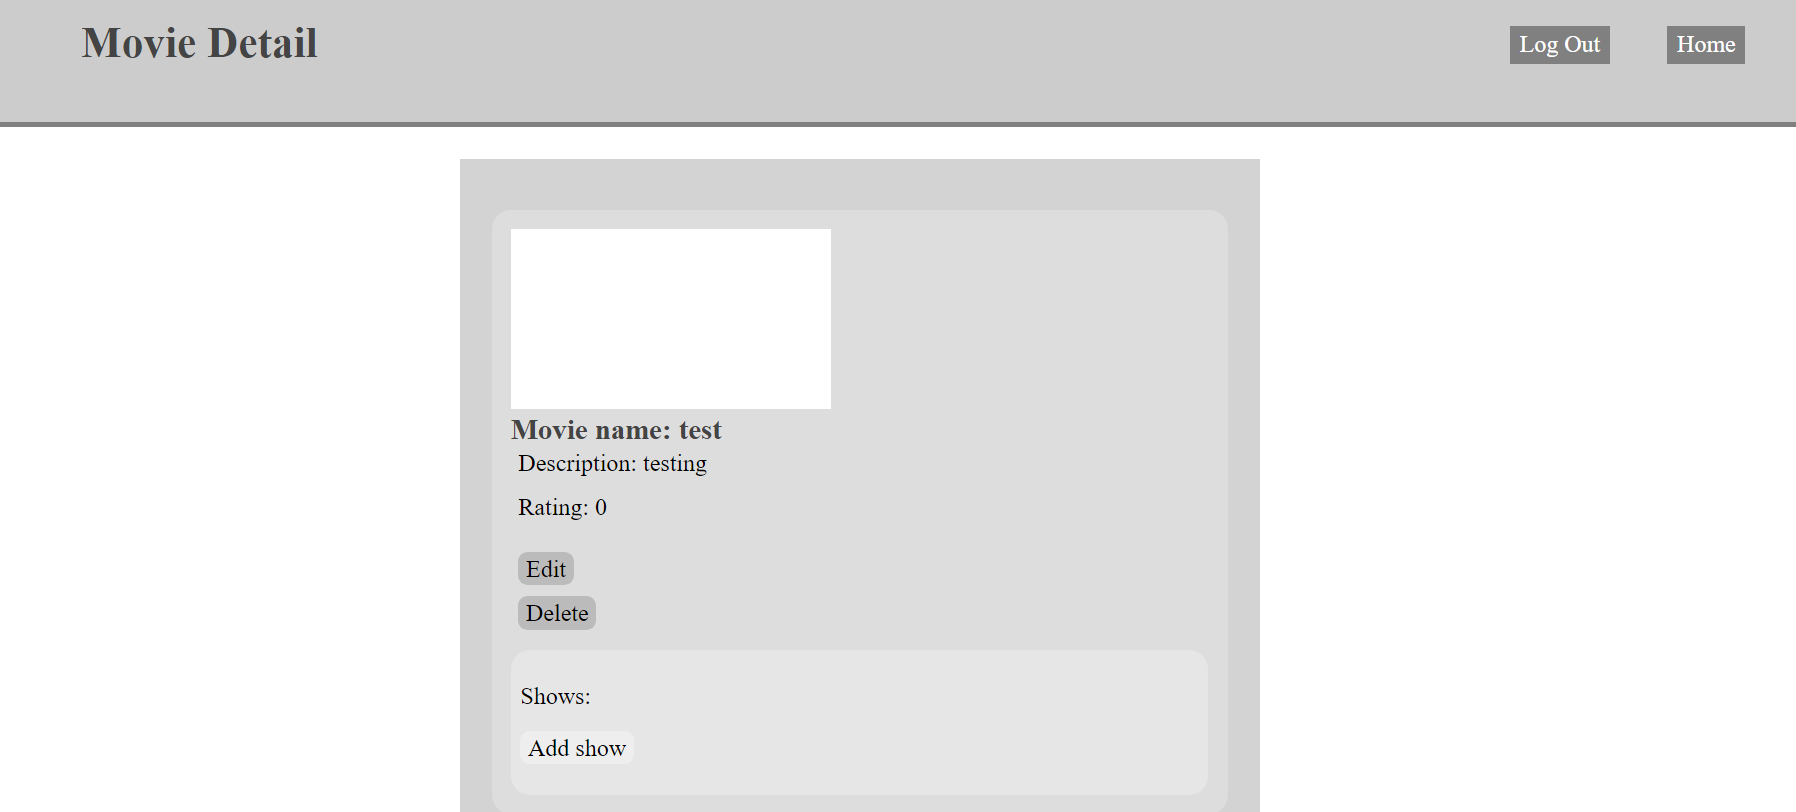 Movie Detail
Log Out
Home
Movie name: test
Description: testing
Rating: 0
Edit
Delete
Shows:
Add show